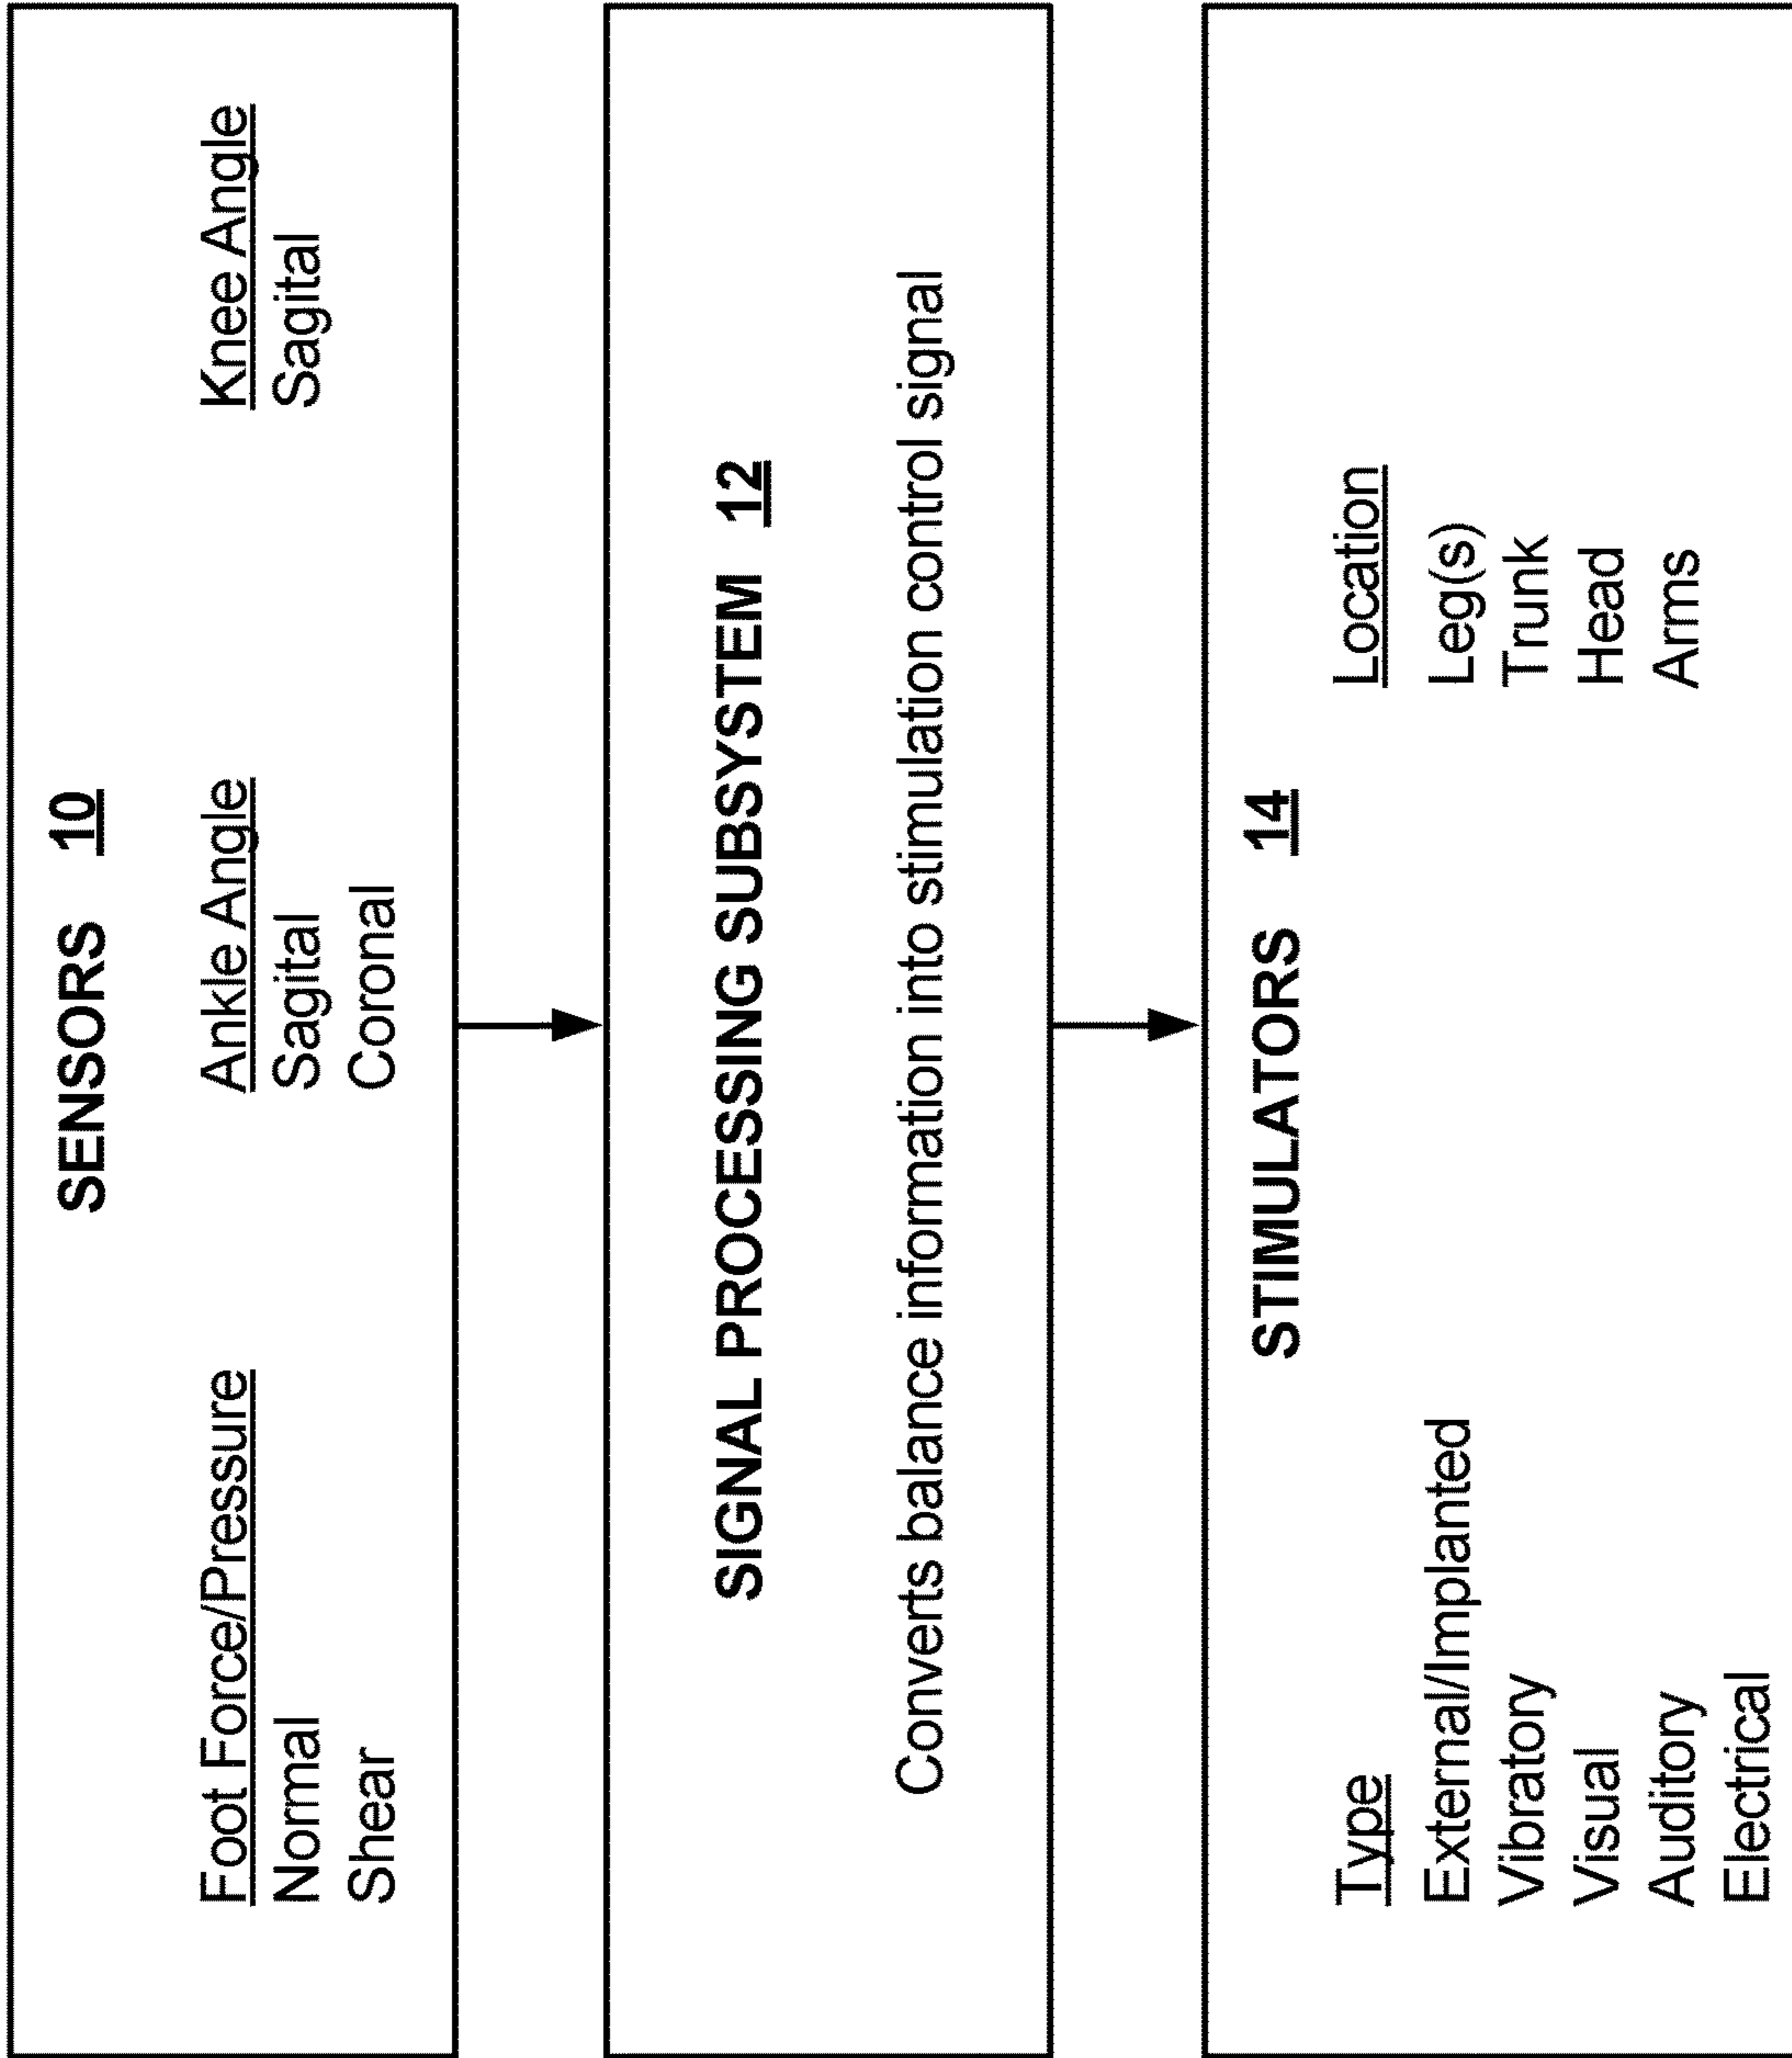 SENSORS 10
Foot Force/Pressure
Normal
Shear
Ankle Angle
Sagital
Coronal
Knee Angle
Sagital
SIGNAL PROCESSING SUBSYSTEM 12
Converts balance information into stimulation control signal
STIMULATORS 14
Type
External/Implanted
Vibratory
Visual
Auditory
Electrical
Location
Leg(s)
Trunk
Head
Arms